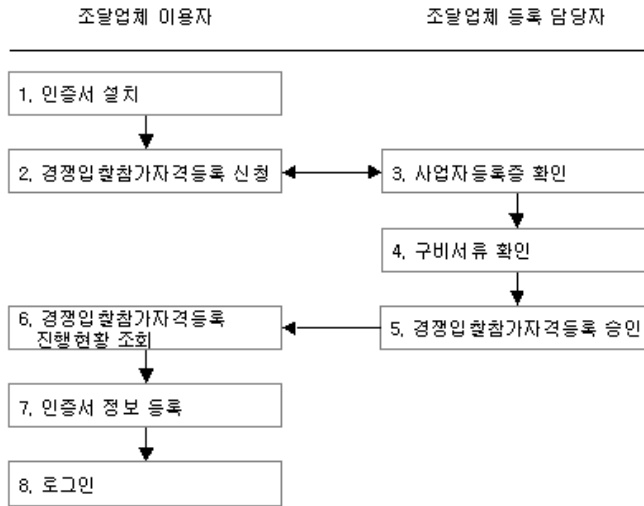 조달업체 이용자
조달업체 등록 담당자
1, 인증서 설치
2, 경쟁입찰참가자격등록 신청
3, 사업자등록증 확인
4, 구비서류 확인
5, 경쟁입찰참가자격등록 승인
6, 경쟁입찰참가자격등록
진행현황 조회
7, 인증서 정보 등록
8, 로그인